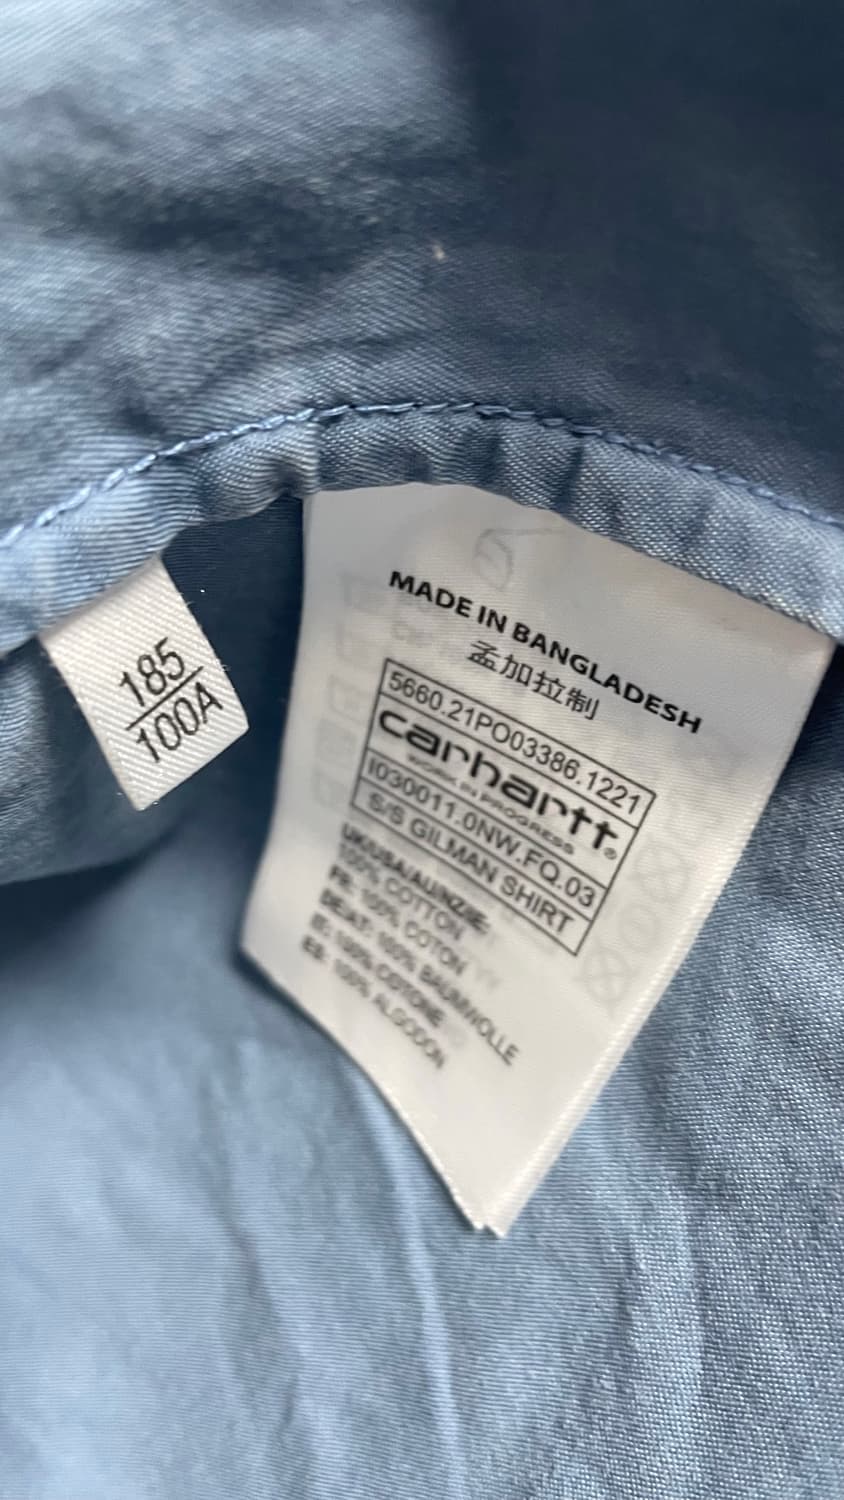 185
100A
MADE IN BANGLADESH
孟加拉制
5660.21PO03386.1221
carhartt®
WORK IN PROGRESS
I030011.0NW.FQ.03
S/S GILMAN SHIRT
UK/USA/AU/NZ/IE:
100% COTTON
FR: 100% COTON
DE/AT: 100% BAUMWOLLE
IT: 100% COTONE
ES: 100% ALGODON